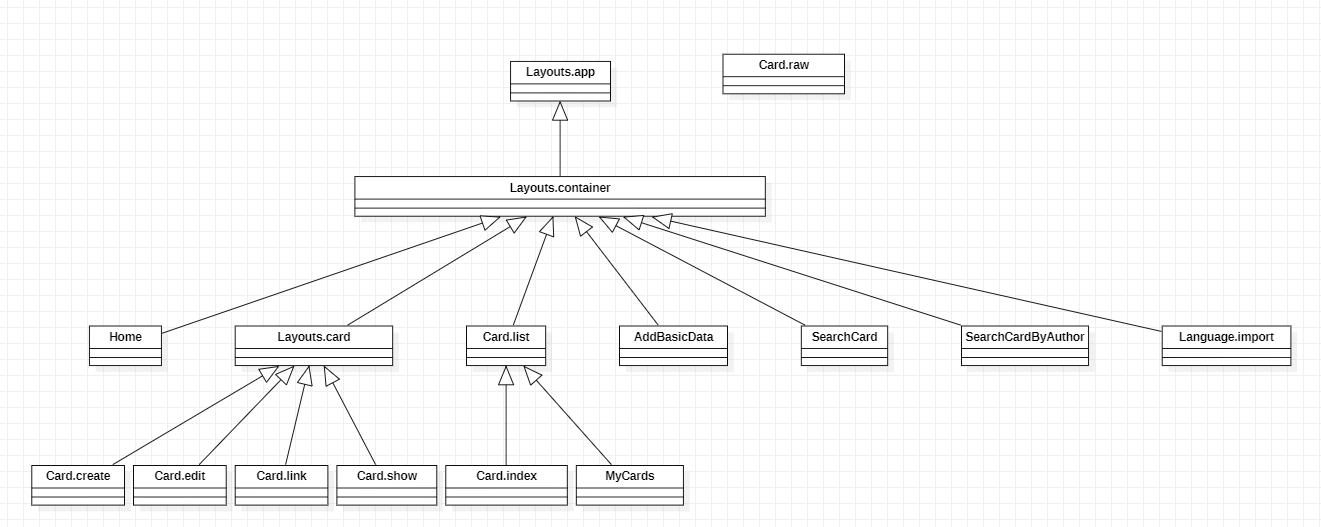 Layouts.app
Card.raw
Layouts.container
Home
Layouts.card
Card.list
AddBasicData
SearchCard
SearchCardByAuthor
Language.import
Card.create
Card.edit
Card.link
Card.show
Card.index
MyCards